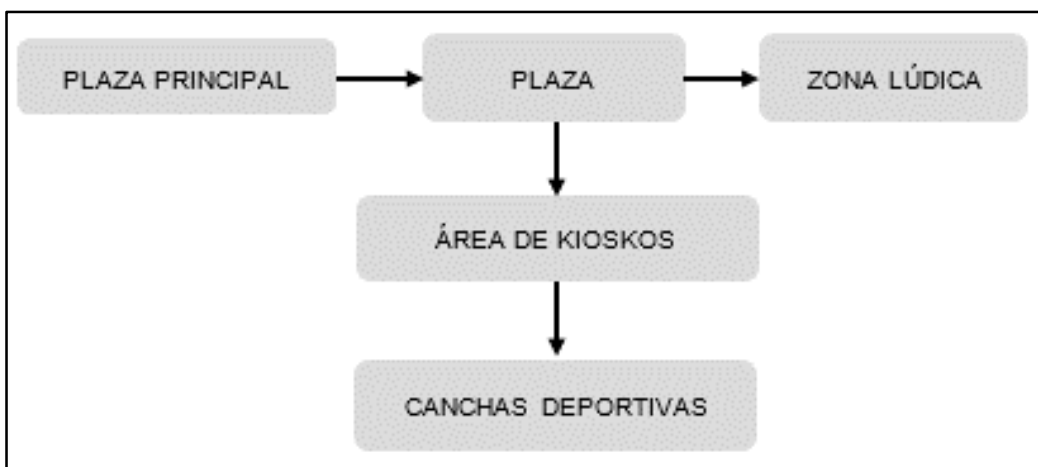 PLAZA PRINCIPAL
PLAZA
ZONA LÚDICA
ÁREA DE KIOSKOS
CANCHAS DEPORTIVAS